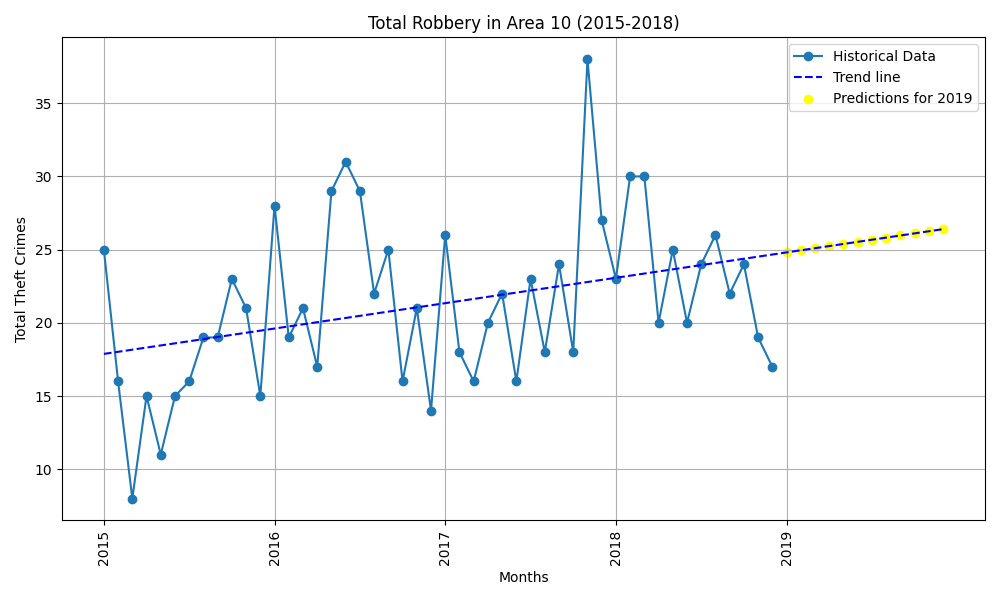 Total Robbery in Area 10 (2015-2018)
Historical Data
Trend line
Predictions for 2019
Total Theft Crimes
35
30
25
20
15
10
2015
2016
2017
2018
2019
Months